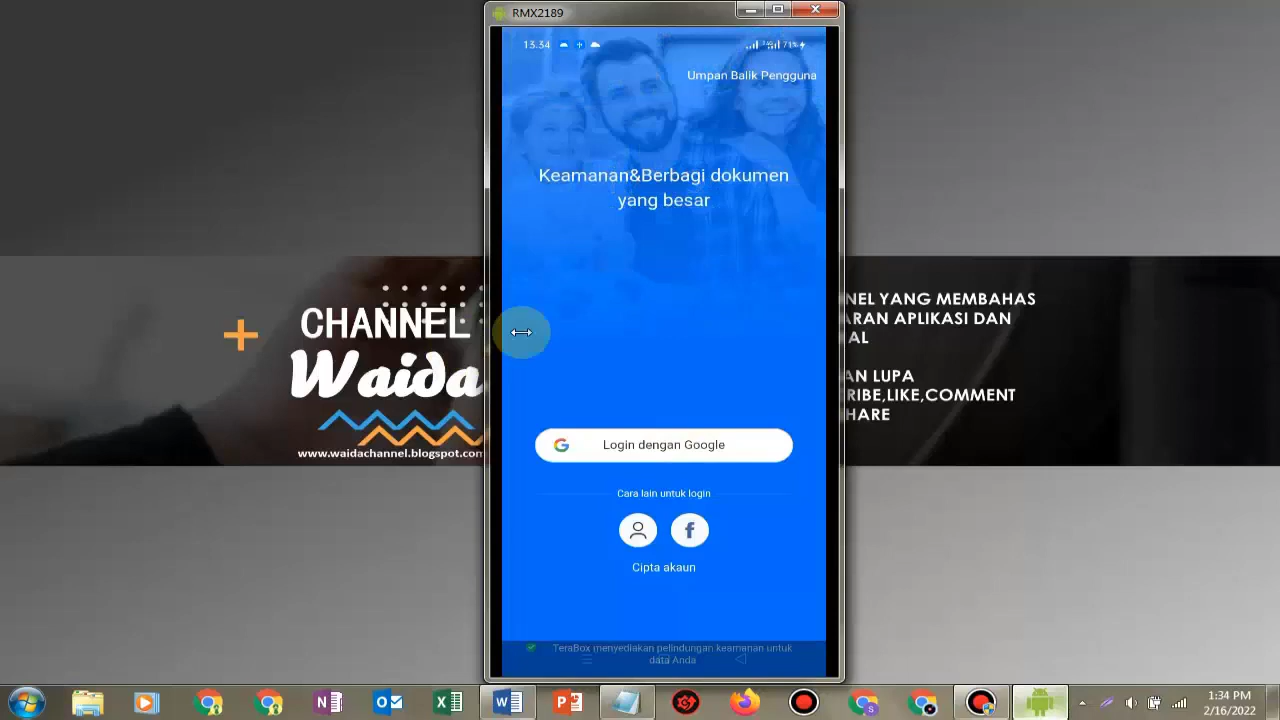 RMX2189
13.34
71%
Umpan Balik Pengguna
Keamanan&Berbagi dokumen
yang besar
CHANNEL
Waida
www.waidachannel.blogspot.com
NEL YANG MEMBAHAS
ARAN APLIKASI DAN
AL
AN LUPA
RIBE,LIKE,COMMENT
HARE
Login dengan Google
Cara lain untuk login
Cipta akaun
TeraBox menyediakan pelindungan keamanan untuk
data Anda
1:34 PM
2/16/2022